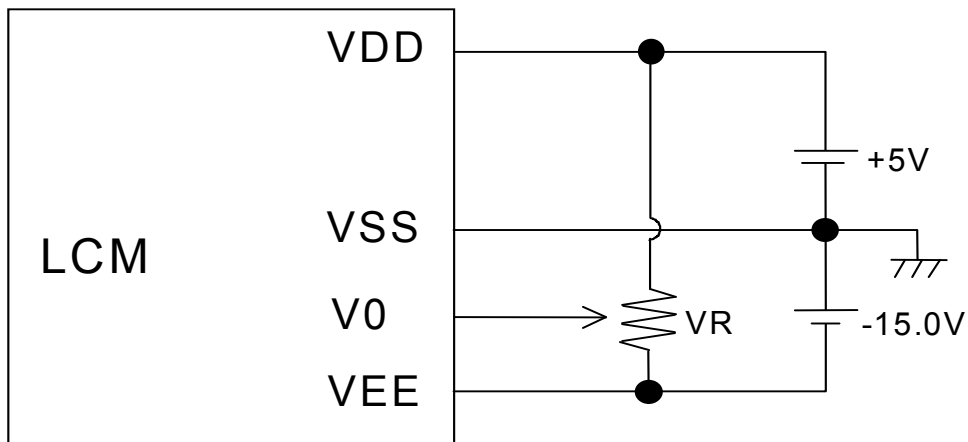 VDD
+5V
VSS
LCM
V0
VR
-15.0V
VEE